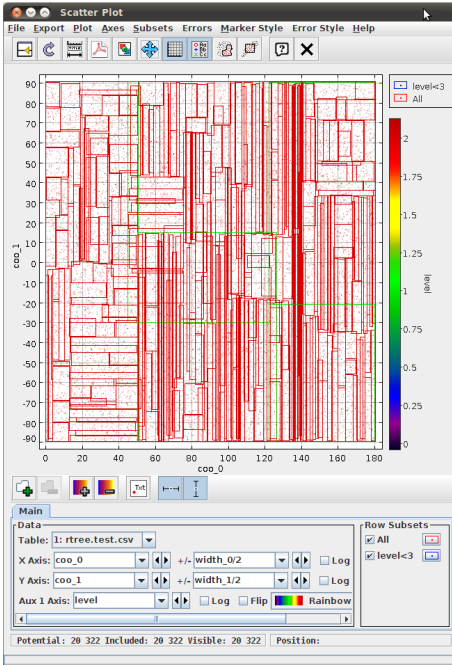 Scatter Plot
File Export Plot Axes Subsets Errors Marker Style Error Style Help
level<3
All
90
80
70
60
50
40
30
20
10
0
-10
-20
-30
-40
-50
-60
-70
-80
-90
coo_1
0 20 40 60 80 100 120 140 160 180
coo_0
2
1.75
1.5
1.25
1
0.75
0.5
0.25
0
level
Txt
Main
Data
Table: 1: rtree.test.csv
X Axis: coo_0 +/- width_0/2 Log
Y Axis: coo_1 +/- width_1/2 Log
Aux 1 Axis: level Log Flip Rainbow
Row Subsets
All
level<3
Potential: 20 322 Included: 20 322 Visible: 20 322 Position: